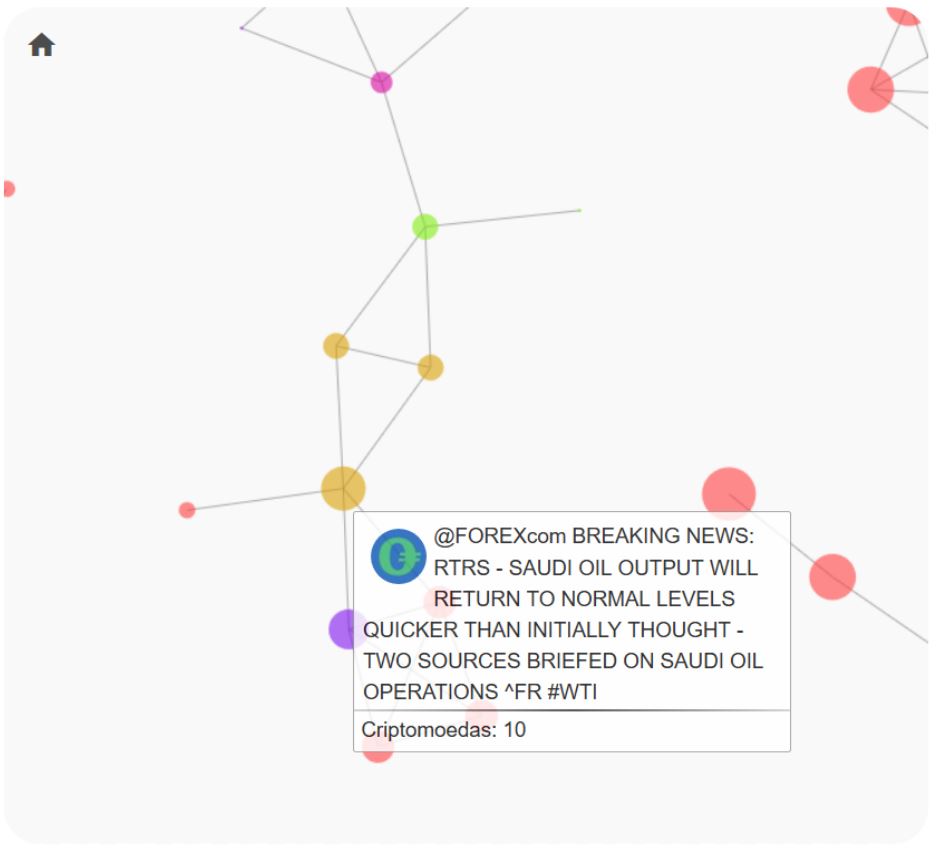 @FOREXcom BREAKING NEWS:
RTRS - SAUDI OIL OUTPUT WILL
RETURN TO NORMAL LEVELS
QUICKER THAN INITIALLY THOUGHT -
TWO SOURCES BRIEFED ON SAUDI OIL
OPERATIONS ^FR #WTI
Criptomoedas: 10